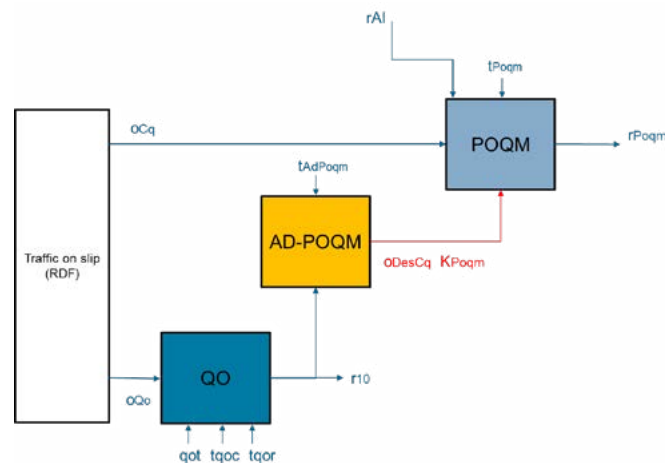 rAl
tPoqm
oCq
POQM
rPoqm
tAdPoqm
AD-POQM
Traffic on slip
(RDF)
oDesCq KPoqm
QO
oQo
r10
qot tqoc tqor